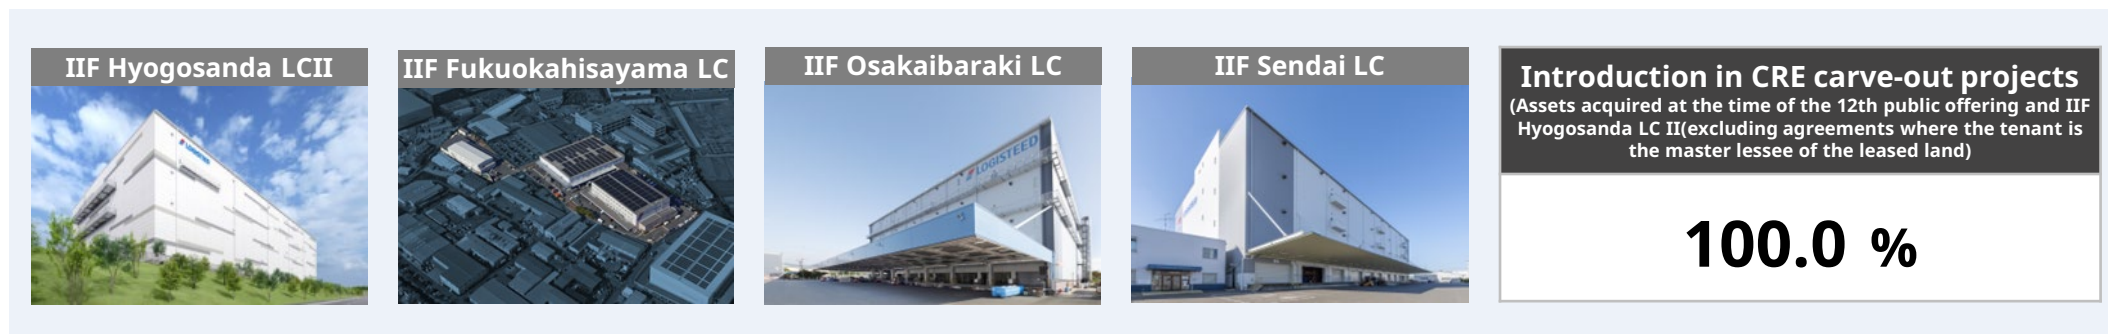 IIF Hyogosanda LCII
IIF Fukuokahisayama LC
IIF Osakaibaraki LC
IIF Sendai LC
LOGISTEED
Introduction in CRE carve-out projects
(Assets acquired at the time of the 12th public offering and IIF
Hyogosanda LC II(excluding agreements where the tenant is
the master lessee of the leased land)
100.0 %